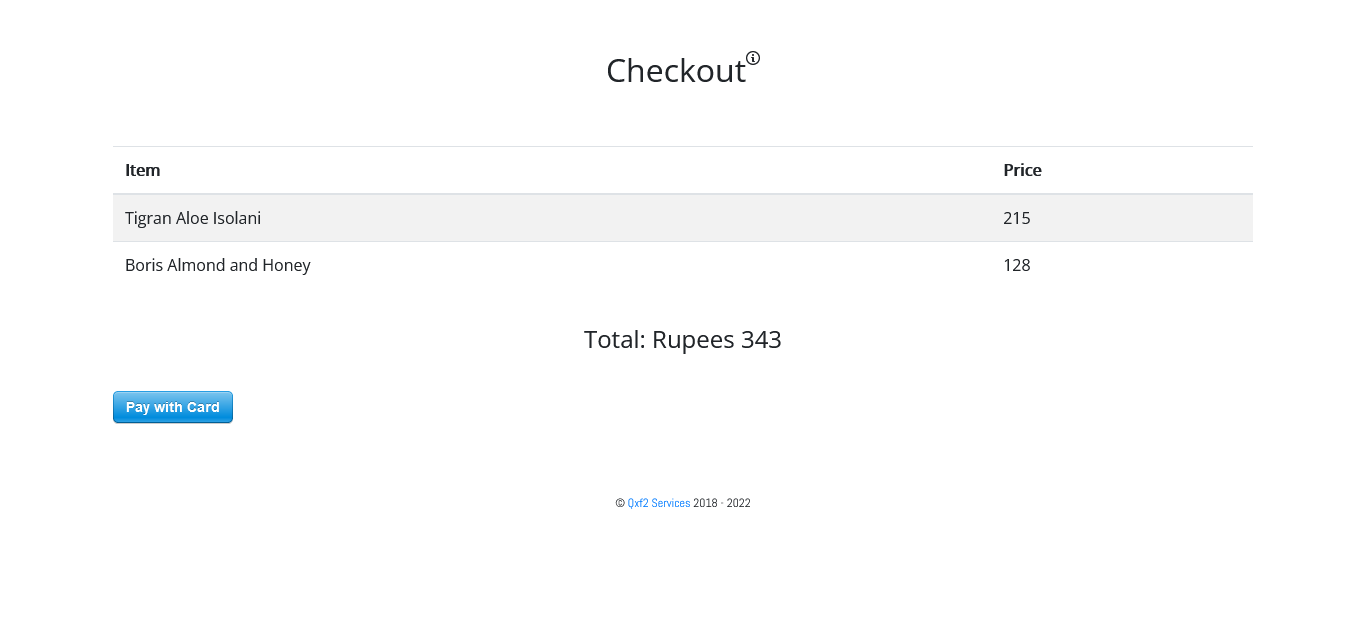 Checkout
Item Price
Tigran Aloe Isolani 215
Boris Almond and Honey 128
Total: Rupees 343
Pay with Card
© Qxf2 Services 2018 - 2022